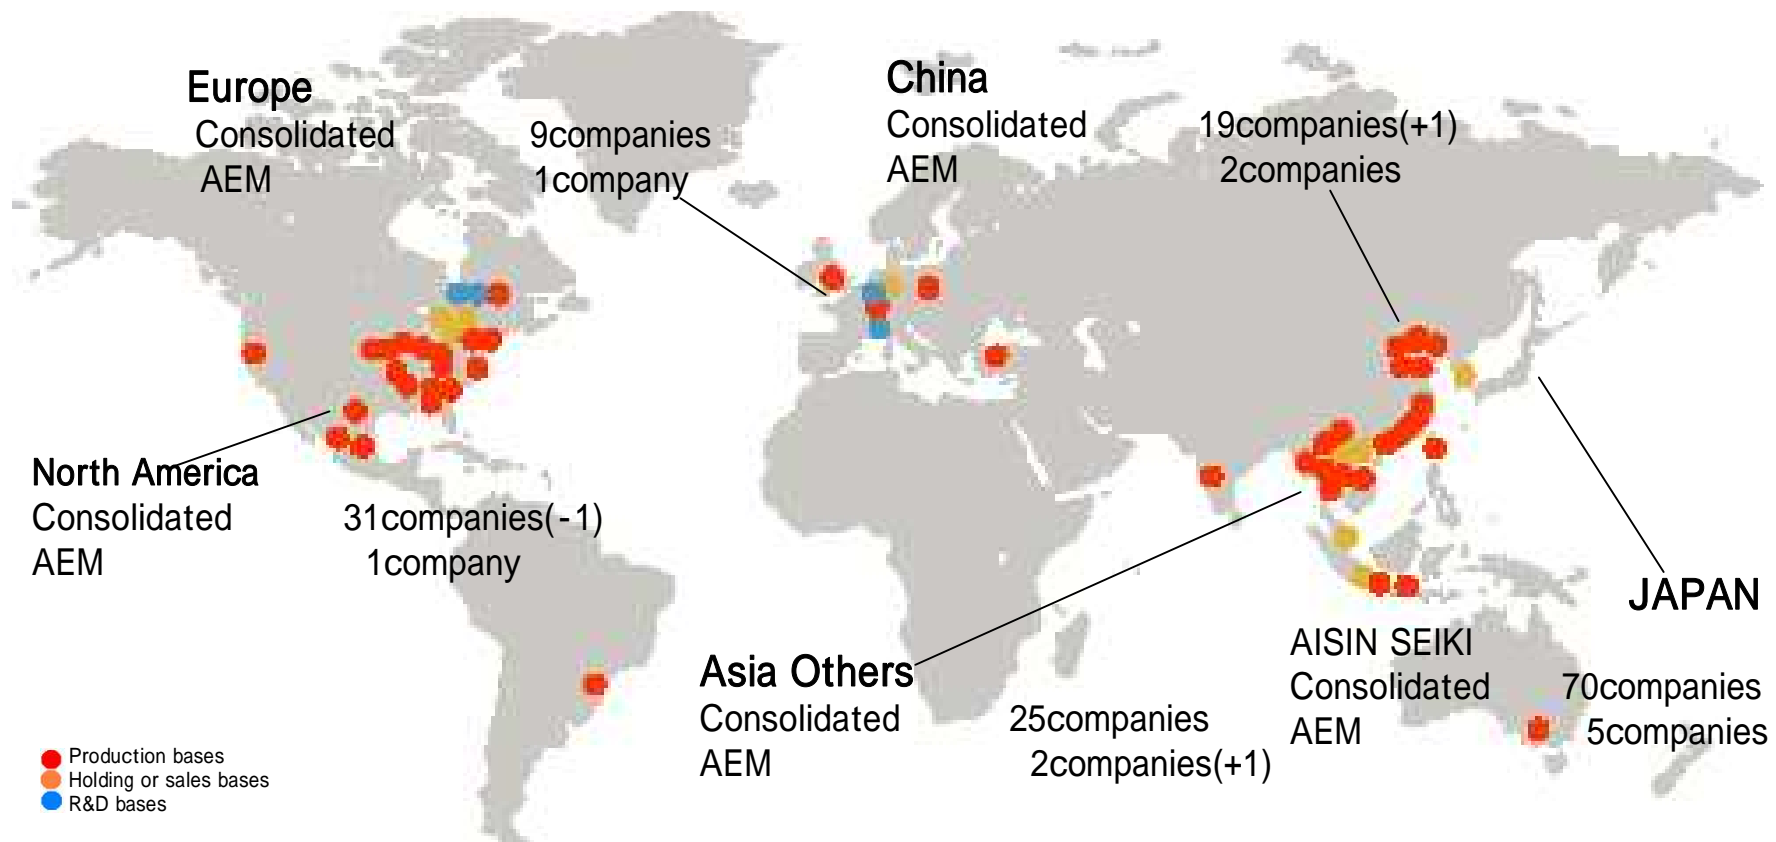 Europe
Consolidated 9companies
AEM 1company
China
Consolidated 19companies(+1)
AEM 2companies
North America
Consolidated 31companies(-1)
AEM 1company
Asia Others
Consolidated 25companies
AEM 2companies(+1)
JAPAN
AISIN SEIKI
Consolidated 70companies
AEM 5companies
Production bases
Holding or sales bases
R&D bases